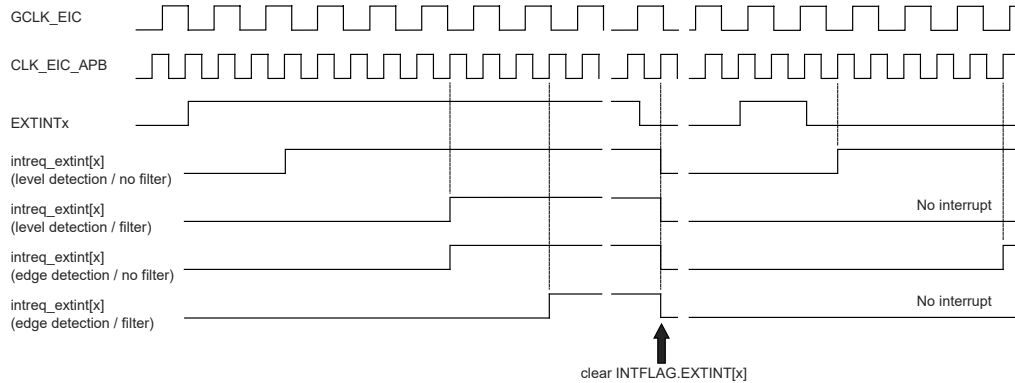 GCLK_EIC
CLK_EIC_APB
EXTINTx
intreq_extint[x]
(level detection / no filter)
intreq_extint[x]
(level detection / filter)
No interrupt
intreq_extint[x]
(edge detection / no filter)
intreq_extint[x]
(edge detection / filter)
No interrupt
clear INTFLAG.EXTINT[x]